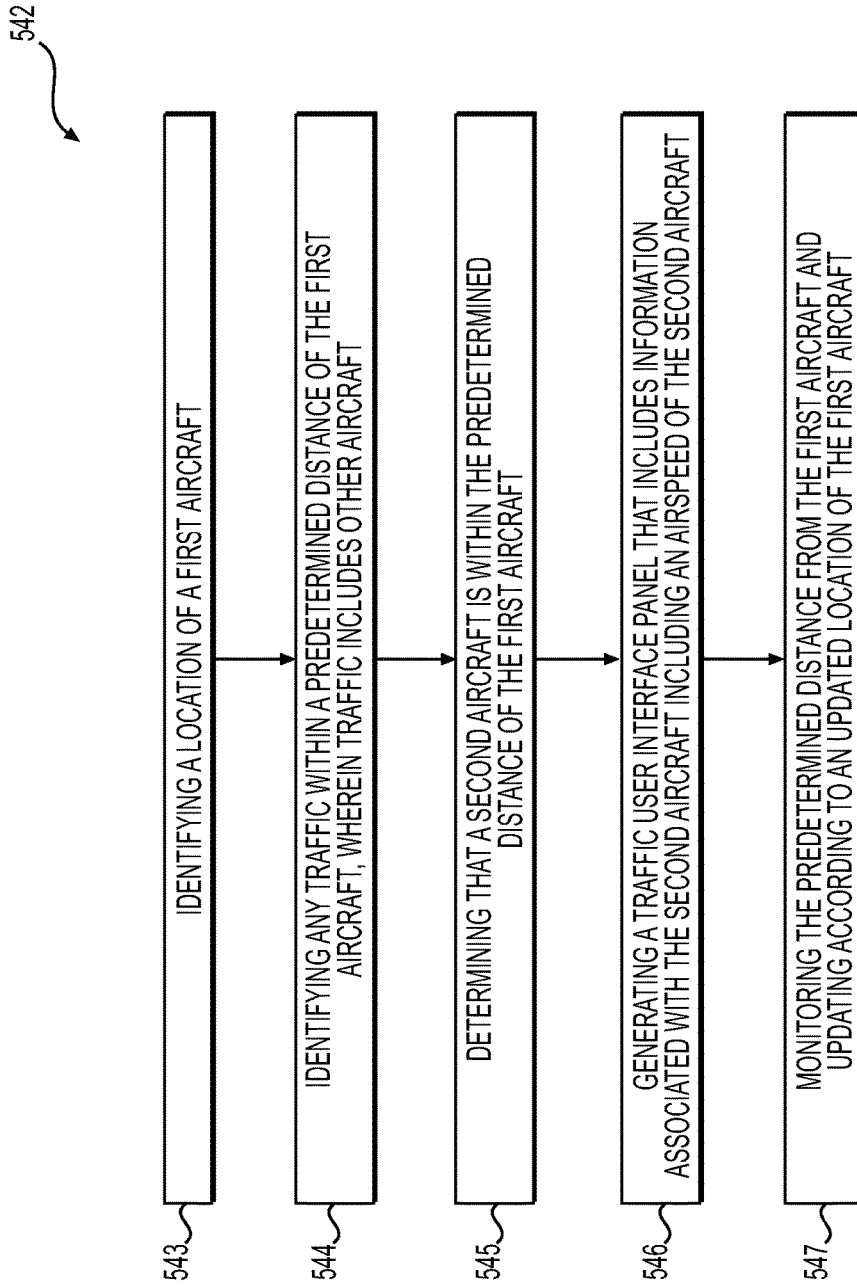 542
543
IDENTIFYING A LOCATION OF A FIRST AIRCRAFT
544
IDENTIFYING ANY TRAFFIC WITHIN A PREDETERMINED DISTANCE OF THE FIRST
AIRCRAFT, WHEREIN TRAFFIC INCLUDES OTHER AIRCRAFT
545
DETERMINING THAT A SECOND AIRCRAFT IS WITHIN THE PREDETERMINED
DISTANCE OF THE FIRST AIRCRAFT
546
GENERATING A TRAFFIC USER INTERFACE PANEL THAT INCLUDES INFORMATION
ASSOCIATED WITH THE SECOND AIRCRAFT INCLUDING AN AIRSPEED OF THE SECOND AIRCRAFT
547
MONITORING THE PREDETERMINED DISTANCE FROM THE FIRST AIRCRAFT AND
UPDATING ACCORDING TO AN UPDATED LOCATION OF THE FIRST AIRCRAFT